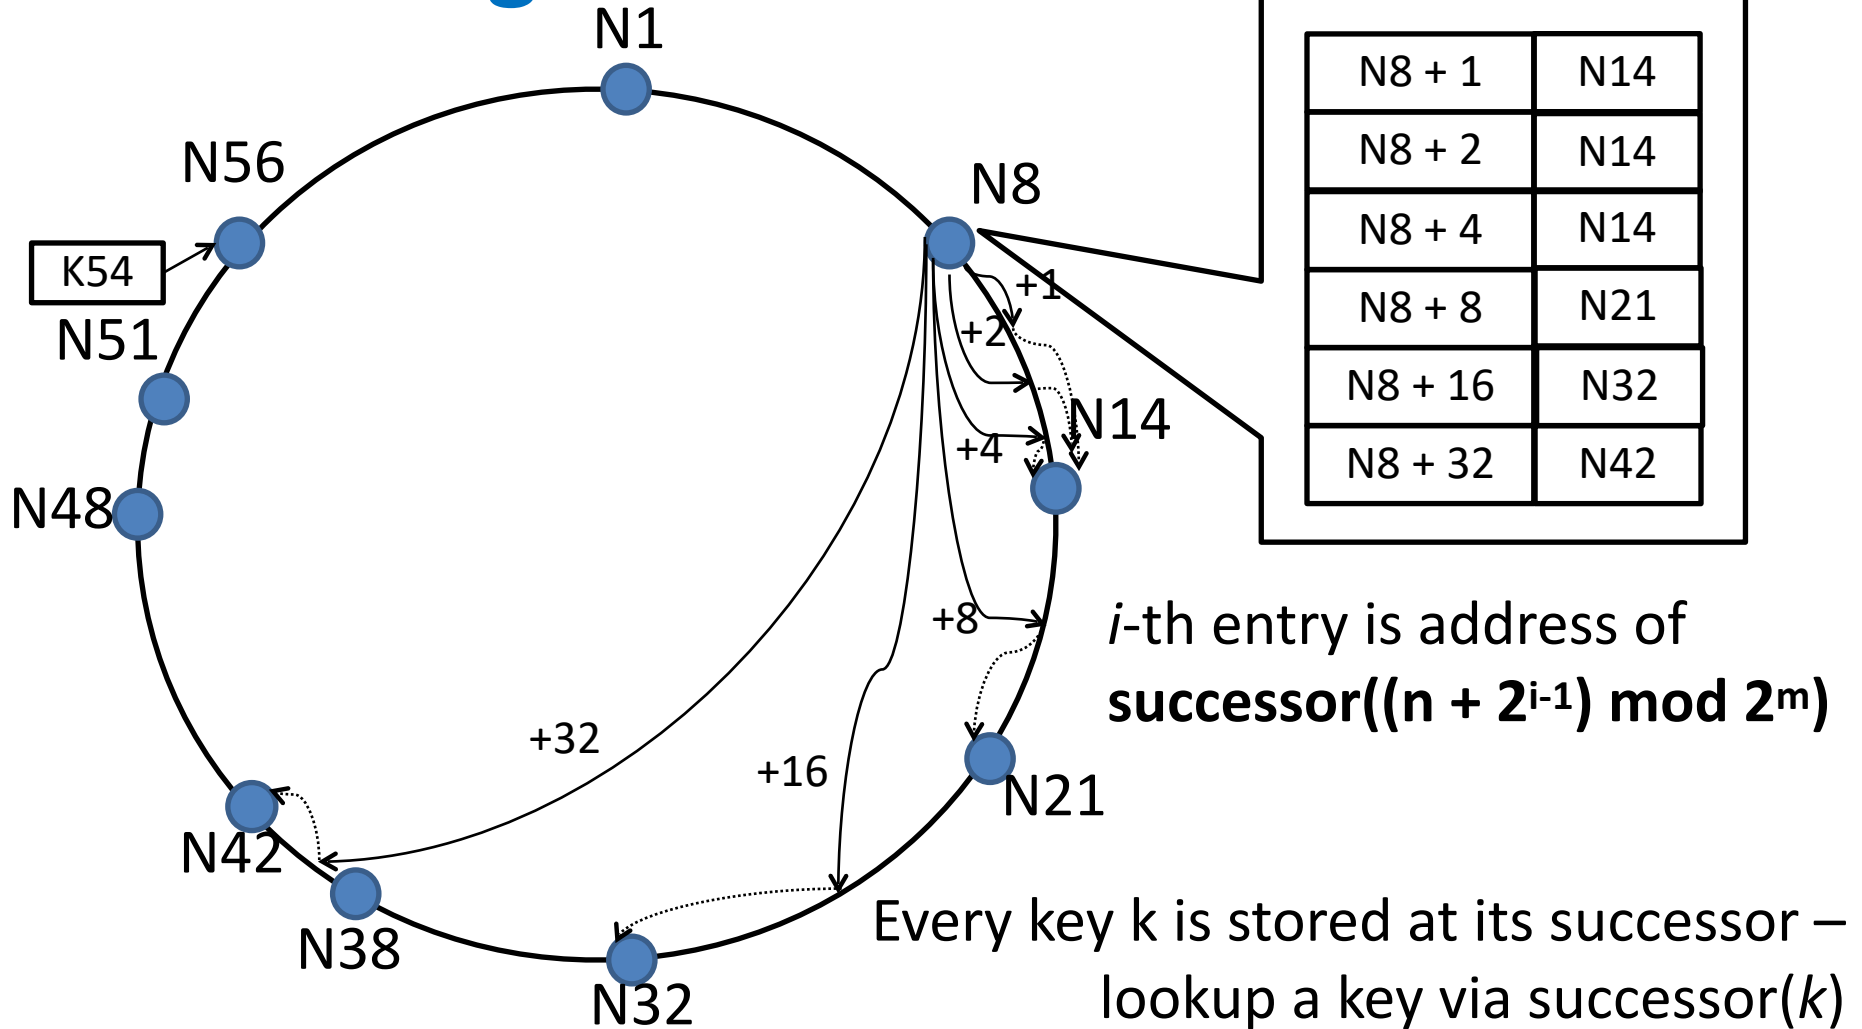 N1
N8 + 1 N14
N8 + 2 N14
N8 + 4 N14
N8 + 8 N21
N8 + 16 N32
N8 + 32 N42
N56
N8
K54
+1
N51
+2
N14
+4
N48
+8
i-th entry is address of
successor((n + 2^{i-1}) mod 2^m)
+32
+16
N21
N42
N38
Every key k is stored at its successor –
lookup a key via successor(k)
N32